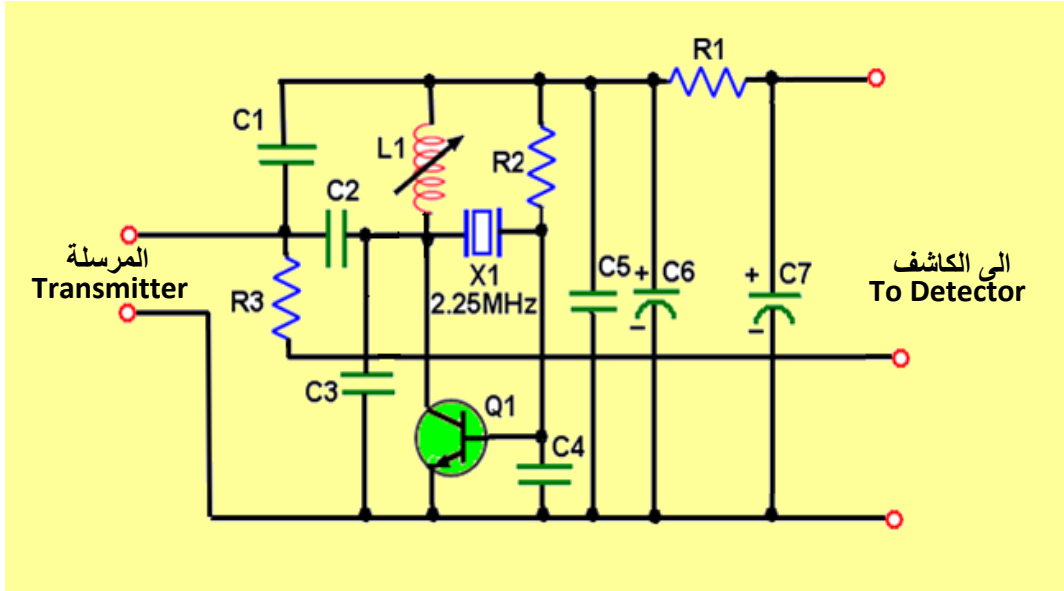 R1
C1
L1
R2
C2
المرسلة
Transmitter
X1
2.25MHz
R3
C5
+
C6
+
C7
الى الكاشف
To Detector
−
−
C3
Q1
C4